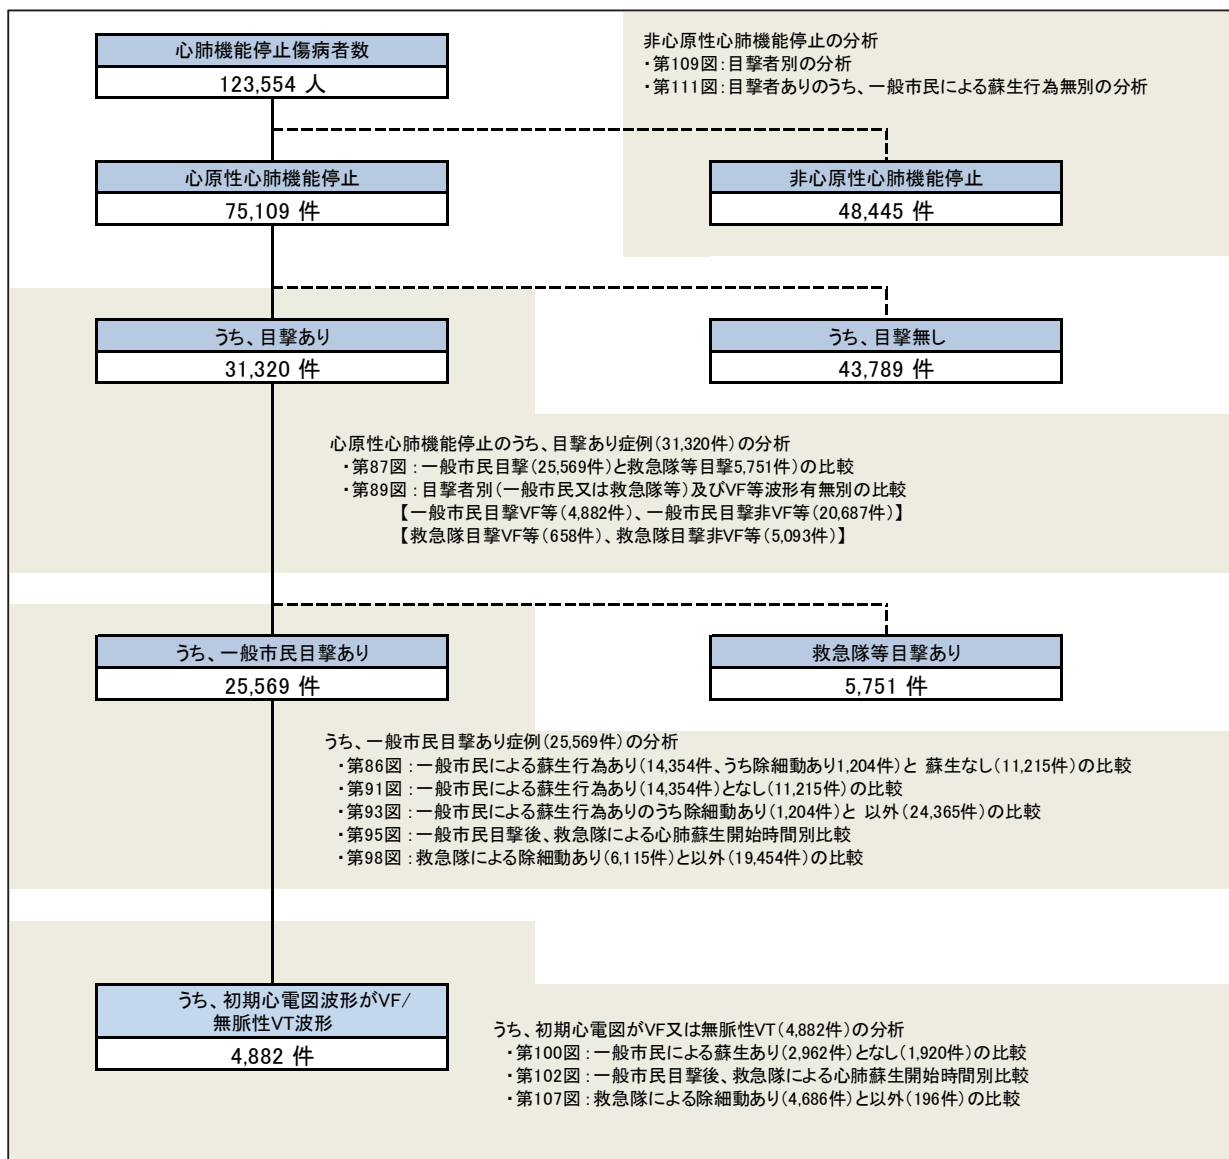 心肺機能停止傷病者数
123,554 人
非心原性心肺機能停止の分析
・第109図：目撃者別の分析
・第111図：目撃者ありのうち、一般市民による蘇生行為無別の分析
心原性心肺機能停止
75,109 件
非心原性心肺機能停止
48,445 件
うち、目撃あり
31,320 件
うち、目撃無し
43,789 件
心原性心肺機能停止のうち、目撃あり症例(31,320件)の分析
・第87図：一般市民目撃(25,569件)と救急隊等目撃5,751件)の比較
・第89図：目撃者別(一般市民又は救急隊等)及びVF等波形有無別の比較
【一般市民目撃VF等(4,882件)、一般市民目撃非VF等(20,687件)】
【救急隊目撃VF等(658件)、救急隊目撃非VF等(5,093件)】
うち、一般市民目撃あり
25,569 件
救急隊等目撃あり
5,751 件
うち、一般市民目撃あり症例(25,569件)の分析
・第86図：一般市民による蘇生行為あり(14,354件、うち除細動あり1,204件)と 蘇生なし(11,215件)の比較
・第91図：一般市民による蘇生行為あり(14,354件)となし(11,215件)の比較
・第93図：一般市民による蘇生行為ありのうち除細動あり(1,204件)と 以外(24,365件)の比較
・第95図：一般市民目撃後、救急隊による心肺蘇生開始時間別比較
・第98図：救急隊による除細動あり(6,115件)と以外(19,454件)の比較
うち、初期心電図波形がVF/
無脈性VT波形
4,882 件
うち、初期心電図がVF又は無脈性VT(4,882件)の分析
・第100図：一般市民による蘇生あり(2,962件)となし(1,920件)の比較
・第102図：一般市民目撃後、救急隊による心肺蘇生開始時間別比較
・第107図：救急隊による除細動あり(4,686件)と以外(196件)の比較